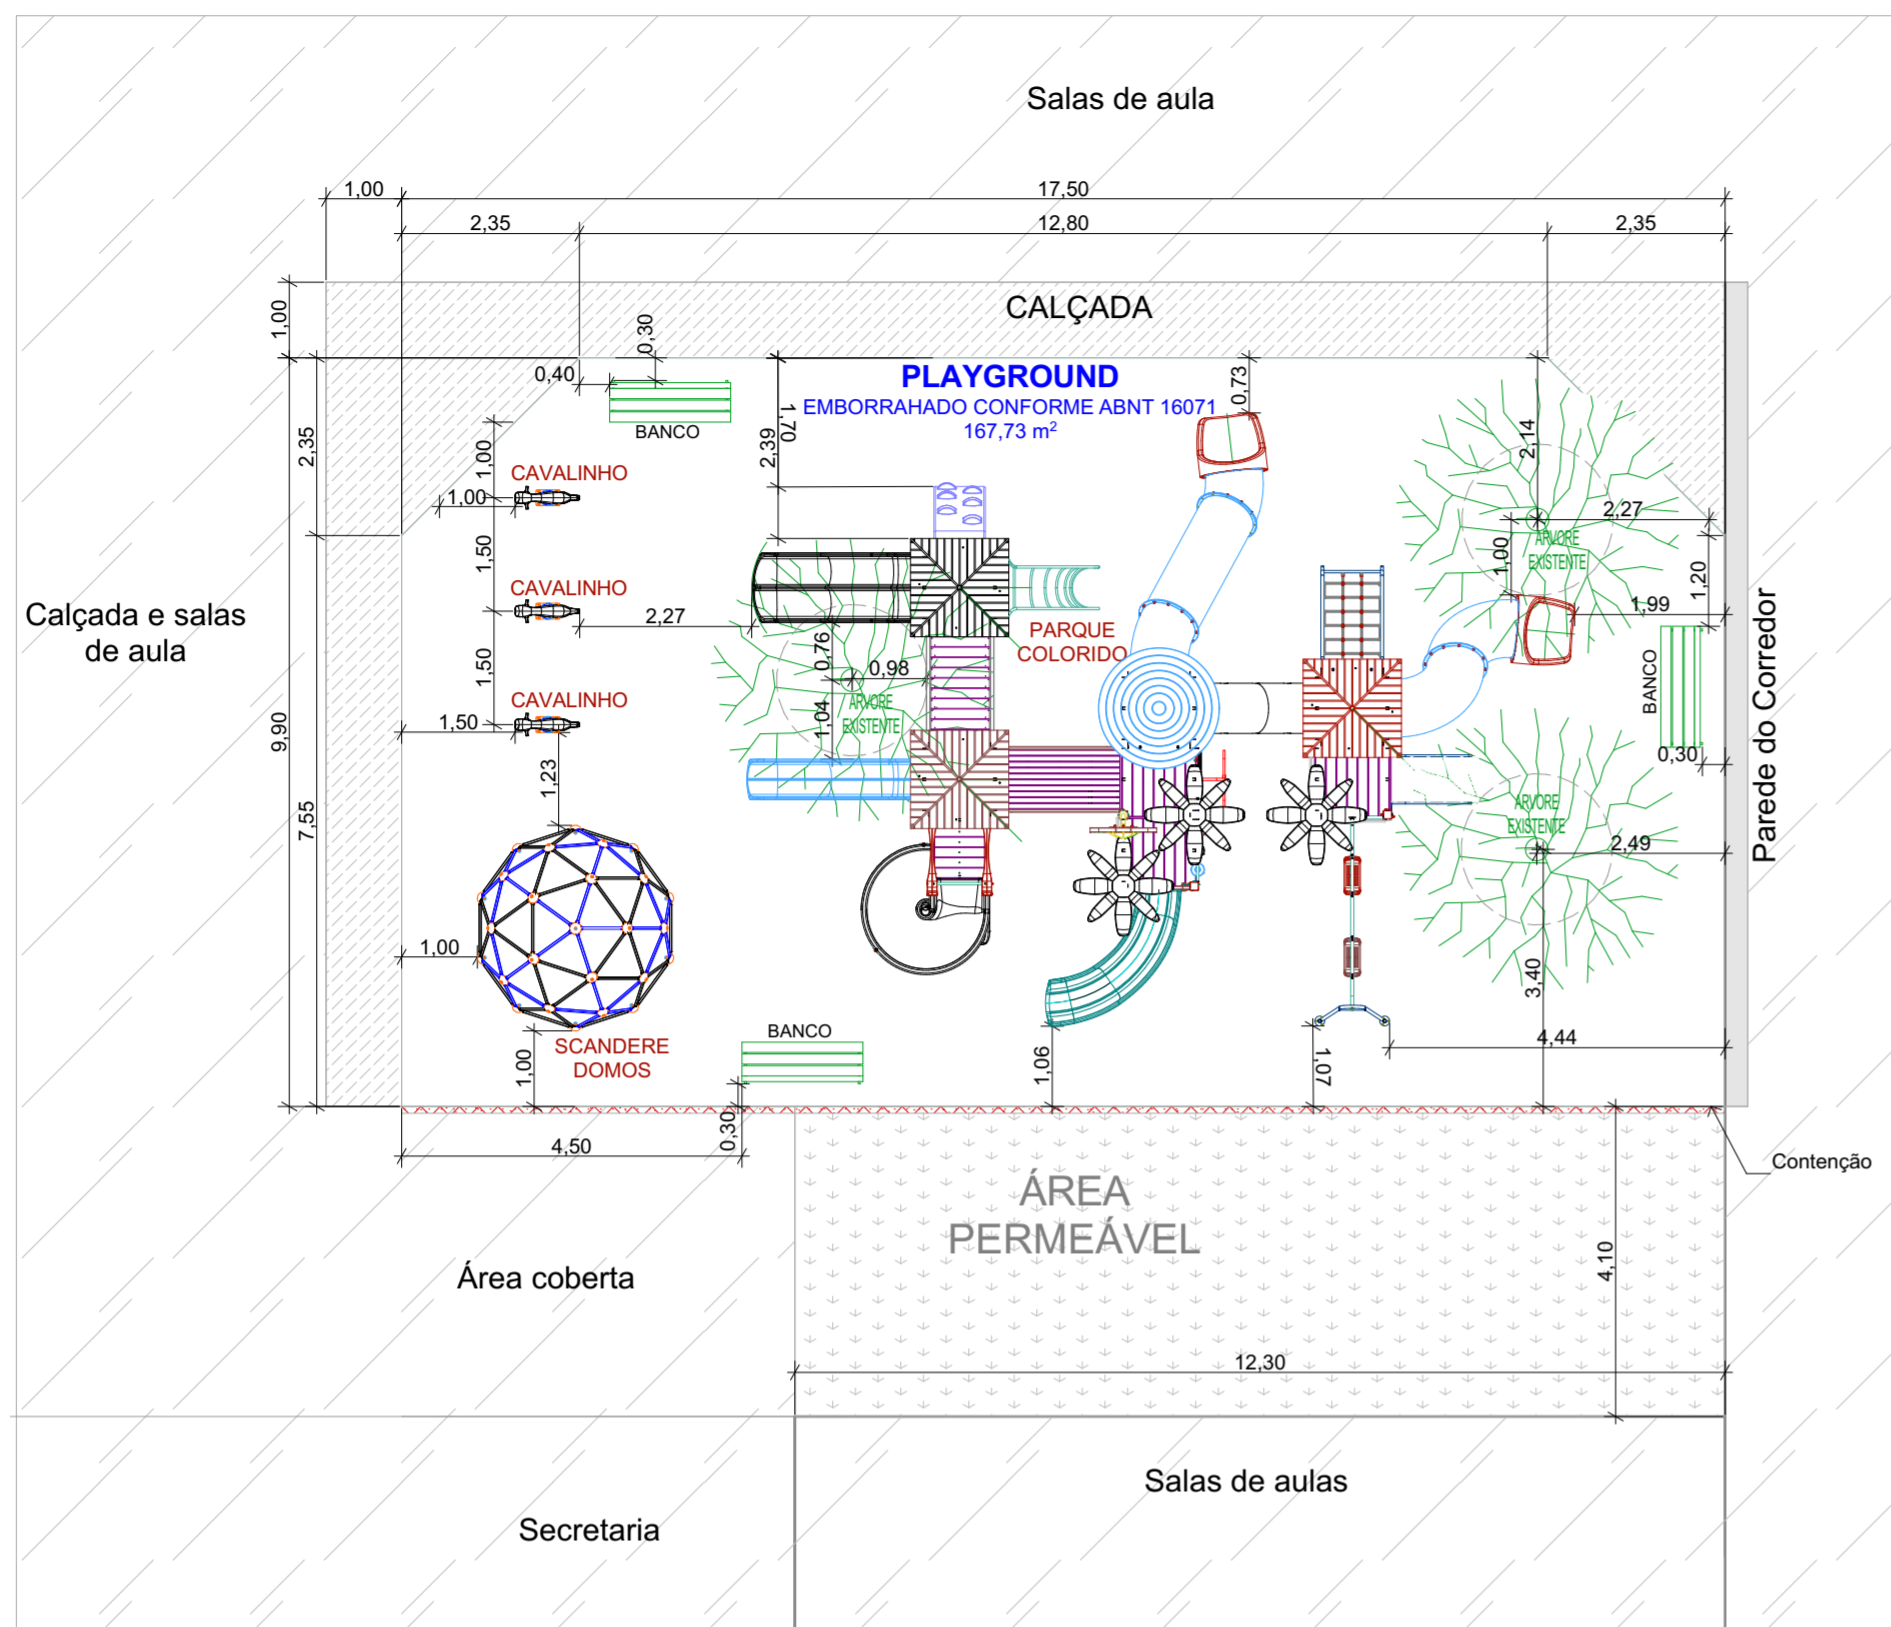 Salas de aula
1,00
17,50
2,35
12,80
2,35
1,00
CALÇADA
0,30
0,40
PLAYGROUND
EMBORRAHADO CONFORME ABNT 16071
167,73 m²
BANCO
0,73
1,70
2,39
2,14
2,35
1,00
CAVALINHO
1,00
2,27
ARVORE
EXISTENTE
1,00
1,20
1,50
CAVALINHO
2,27
1,99
Calçada e salas
de aula
PARQUE
COLORIDO
0,76
0,98
1,50
ARVORE
EXISTENTE
1,04
CAVALINHO
1,50
BANCO
Parede do Corredor
0,30
9,90
7,55
1,23
ARVORE
EXISTENTE
2,49
1,00
3,40
BANCO
SCANDERE
DOMOS
1,00
1,06
1,07
4,44
0,30
4,50
Contenção
ÁREA
PERMEÁVEL
4,10
Área coberta
12,30
Salas de aulas
Secretaria